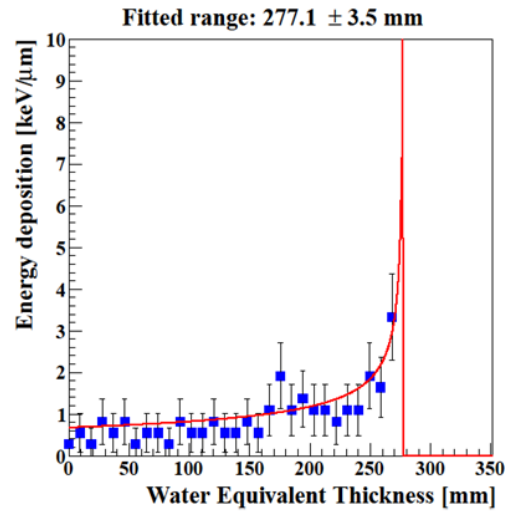 Fitted range: 277.1 ± 3.5 mm
Energy deposition [keV/μm]
10
9
8
7
6
5
4
3
2
1
0
0 50 100 150 200 250 300 350
Water Equivalent Thickness [mm]